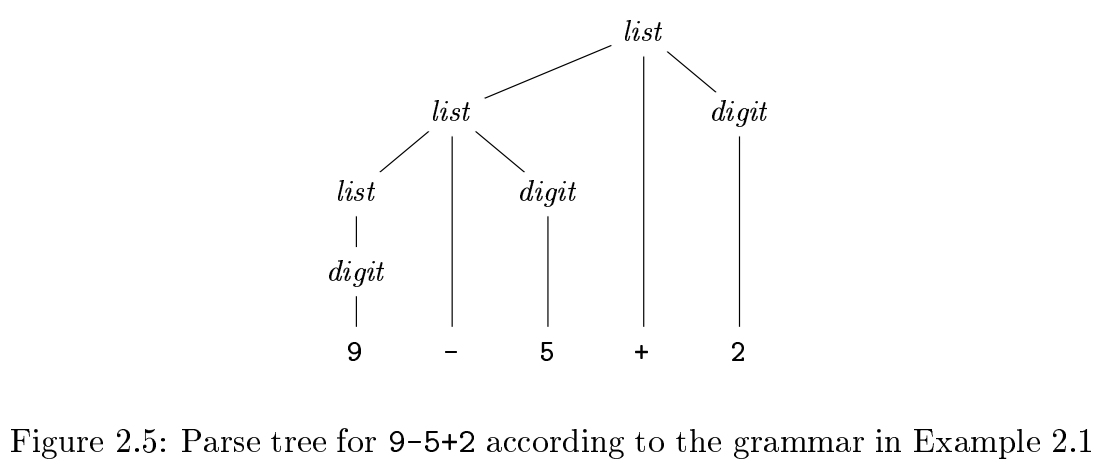 list
list digit
list digit
digit
9 - 5 + 2
Figure 2.5: Parse tree for 9-5+2 according to the grammar in Example 2.1